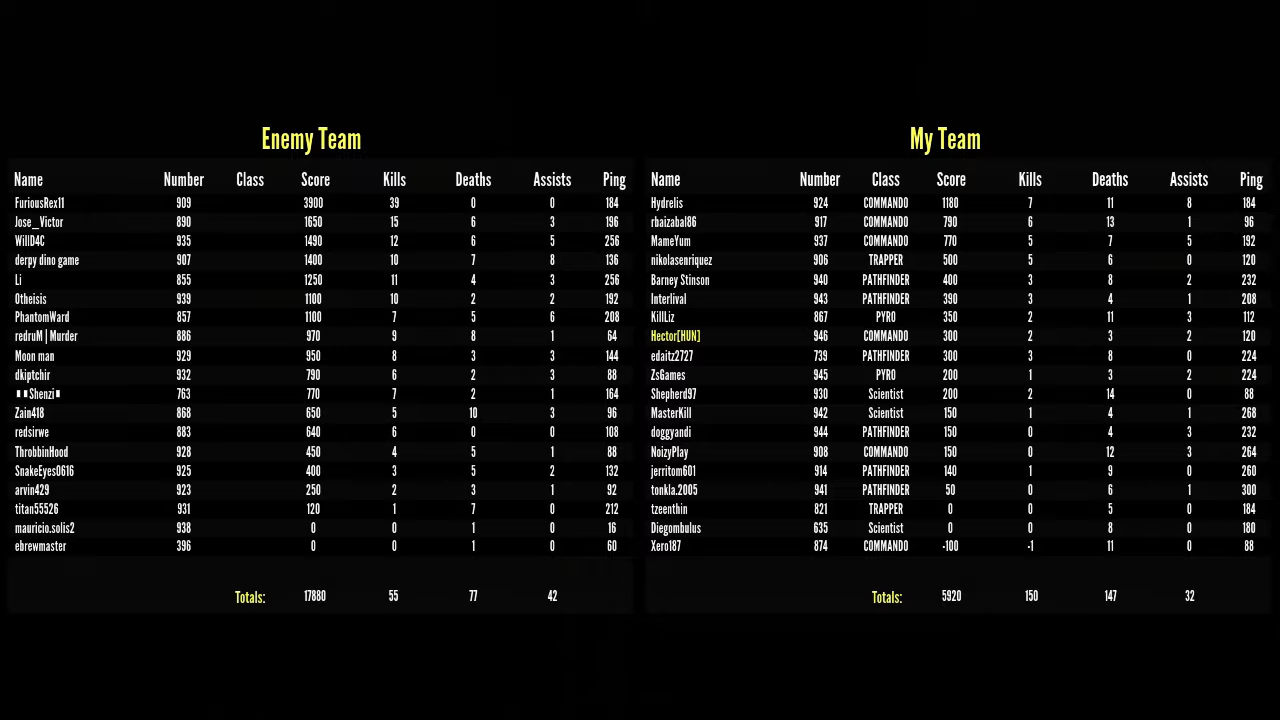 Enemy Team
Name Number Class Score Kills Deaths Assists Ping
FuriousRex11 909 3900 39 0 0 184
Jose_Victor 890 1650 15 6 3 196
WillD4C 935 1490 12 6 5 256
derpy dino game 907 1400 10 7 8 136
Li 855 1250 11 4 3 256
Otheisis 939 1100 10 2 2 192
PhantomWard 857 1100 7 5 6 208
redruM | Murder 886 970 9 8 1 64
Moon man 929 950 8 3 3 144
dkiptchir 932 790 6 2 3 88
Shenzi 763 770 7 2 1 164
Zain418 868 650 5 10 3 96
redsirwe 883 640 6 0 0 108
ThrobbinHood 928 450 4 5 1 88
SnakeEyes0616 925 400 3 5 2 132
arvin429 923 250 2 3 1 92
titan55526 931 120 1 7 0 212
mauricio.solis2 938 0 0 1 0 16
ebrewmaster 396 0 0 1 0 60
Totals: 17880 55 77 42
My Team
Name Number Class Score Kills Deaths Assists Ping
Hydrelis 924 COMMANDO 1180 7 11 8 184
rbaizabal86 917 COMMANDO 790 6 13 1 96
MameYum 937 COMMANDO 770 5 7 5 192
nikolasenriquez 906 TRAPPER 500 5 6 0 120
Barney Stinson 940 PATHFINDER 400 3 8 2 232
Interlival 943 PATHFINDER 390 3 4 1 208
KillLiz 867 PYRO 350 2 11 3 112
Hector[HUN] 946 COMMANDO 300 2 3 2 120
edaitz2727 739 PATHFINDER 300 3 8 0 224
ZsGames 945 PYRO 200 1 3 2 224
Shepherd97 930 Scientist 200 2 14 0 88
MasterKill 942 Scientist 150 1 4 1 268
doggyandi 944 PATHFINDER 150 0 4 3 232
NoizyPlay 908 COMMANDO 150 0 12 3 264
jerritom601 914 PATHFINDER 140 1 9 0 260
tonkla.2005 941 PATHFINDER 50 0 6 1 300
tzeenthin 821 TRAPPER 0 0 5 0 184
Diegombulus 635 Scientist 0 0 8 0 180
Xero187 874 COMMANDO -100 -1 11 0 88
Totals: 5920 150 147 32